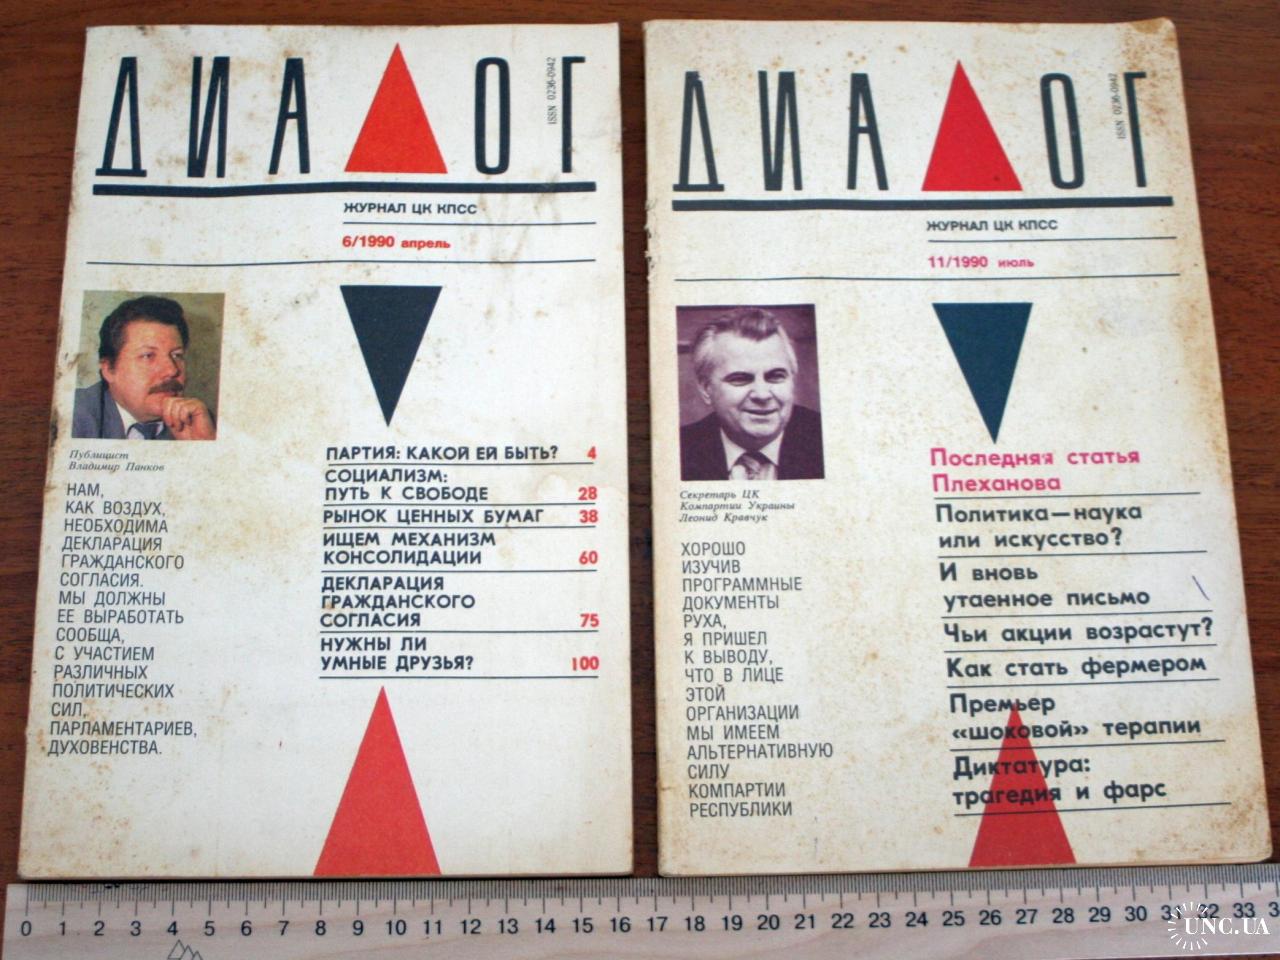 ДИАЛОГ
ISSN 0236-0942
ЖУРНАЛ ЦК КПСС
6/1990 апрель
Публицист
Владимир Панков
НАМ,
КАК ВОЗДУХ,
НЕОБХОДИМА
ДЕКЛАРАЦИЯ
ГРАЖДАНСКОГО
СОГЛАСИЯ.
МЫ ДОЛЖНЫ
ЕЕ ВЫРАБОТАТЬ
СООБЩА,
С УЧАСТИЕМ
РАЗЛИЧНЫХ
ПОЛИТИЧЕСКИХ
СИЛ,
ПАРЛАМЕНТАРИЕВ,
ДУХОВЕНСТВА.
ПАРТИЯ: КАКОЙ ЕЙ БЫТЬ? 4
СОЦИАЛИЗМ:
ПУТЬ К СВОБОДЕ 28
РЫНОК ЦЕННЫХ БУМАГ 38
ИЩЕМ МЕХАНИЗМ
КОНСОЛИДАЦИИ 60
ДЕКЛАРАЦИЯ
ГРАЖДАНСКОГО
СОГЛАСИЯ 75
НУЖНЫ ЛИ
УМНЫЕ ДРУЗЬЯ? 100
ДИАЛОГ
ISSN 0236-0942
ЖУРНАЛ ЦК КПСС
11/1990 июль
Секретарь ЦК
Компартии Украины
Леонид Кравчук
ХОРОШО
ИЗУЧИВ
ПРОГРАММНЫЕ
ДОКУМЕНТЫ
РУХА,
Я ПРИШЕЛ
К ВЫВОДУ,
ЧТО В ЛИЦЕ
ЭТОЙ
ОРГАНИЗАЦИИ
МЫ ИМЕЕМ
АЛЬТЕРНАТИВНУЮ
СИЛУ
КОМПАРТИИ
РЕСПУБЛИКИ
Последняя статья
Плеханова
Политика—наука
или искусство?
И вновь
утаенное письмо
Чьи акции возрастут?
Как стать фермером
Премьер
«шоковой» терапии
Диктатура:
трагедия и фарс
0 1 2 3 4 5 6 7 8 9 10 11 12 13 14 15 16 17 18 19 20 21 22 23 24 25 26 27 28 29 30 31 32 33
UNC.UA